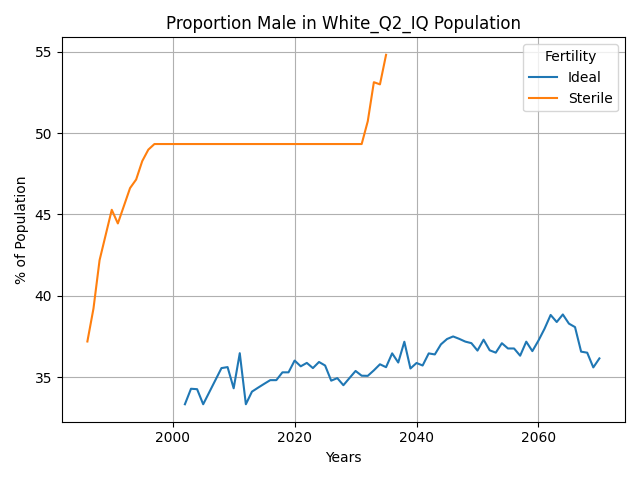 Proportion Male in White_Q2_IQ Population
% of Population
55
50
45
40
35
2000
2020
2040
2060
Years
Fertility
Ideal
Sterile